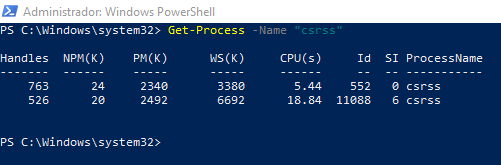 Administrador: Windows PowerShell
PS C:\Windows\system32> Get-Process -Name "csrss"
Handles  NPM(K)    PM(K)      WS(K)     CPU(s)     Id  SI ProcessName
-------  ------    -----      -----     ------     --  -- -----------
    763      24     2340       3380       5.44    552   0 csrss
    526      20     2492       6692      18.84  11088   6 csrss
PS C:\Windows\system32>